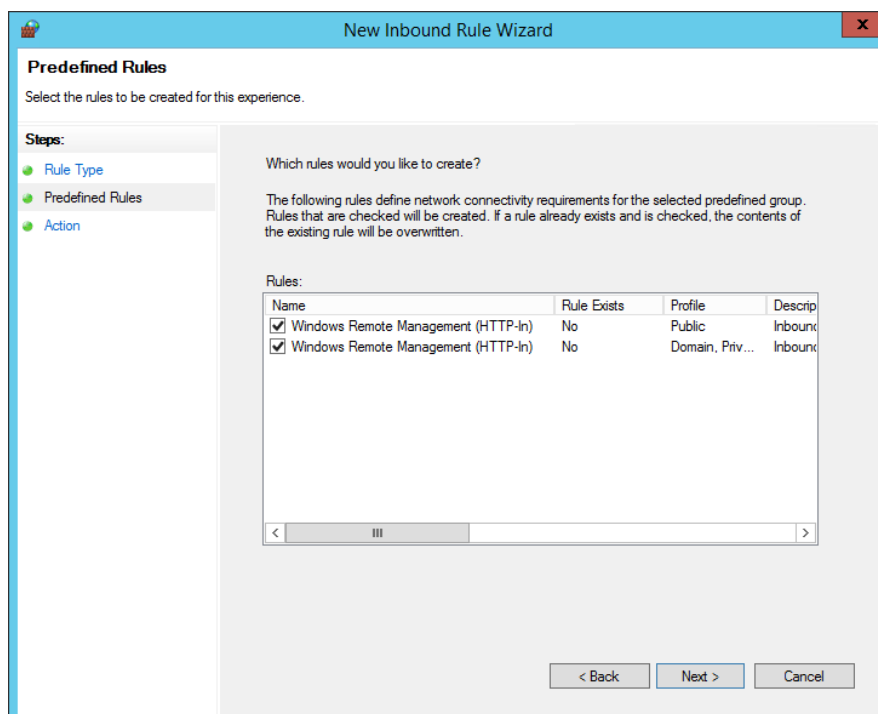 New Inbound Rule Wizard
x
Predefined Rules
Select the rules to be created for this experience.
Steps:
Rule Type
Predefined Rules
Action
Which rules would you like to create?
The following rules define network connectivity requirements for the selected predefined group.
Rules that are checked will be created. If a rule already exists and is checked, the contents of
the existing rule will be overwritten.
Rules:
Name Rule Exists Profile Descrip
Windows Remote Management (HTTP-In) No Public Inbound
Windows Remote Management (HTTP-In) No Domain, Priv... Inbound
< Back Next > Cancel